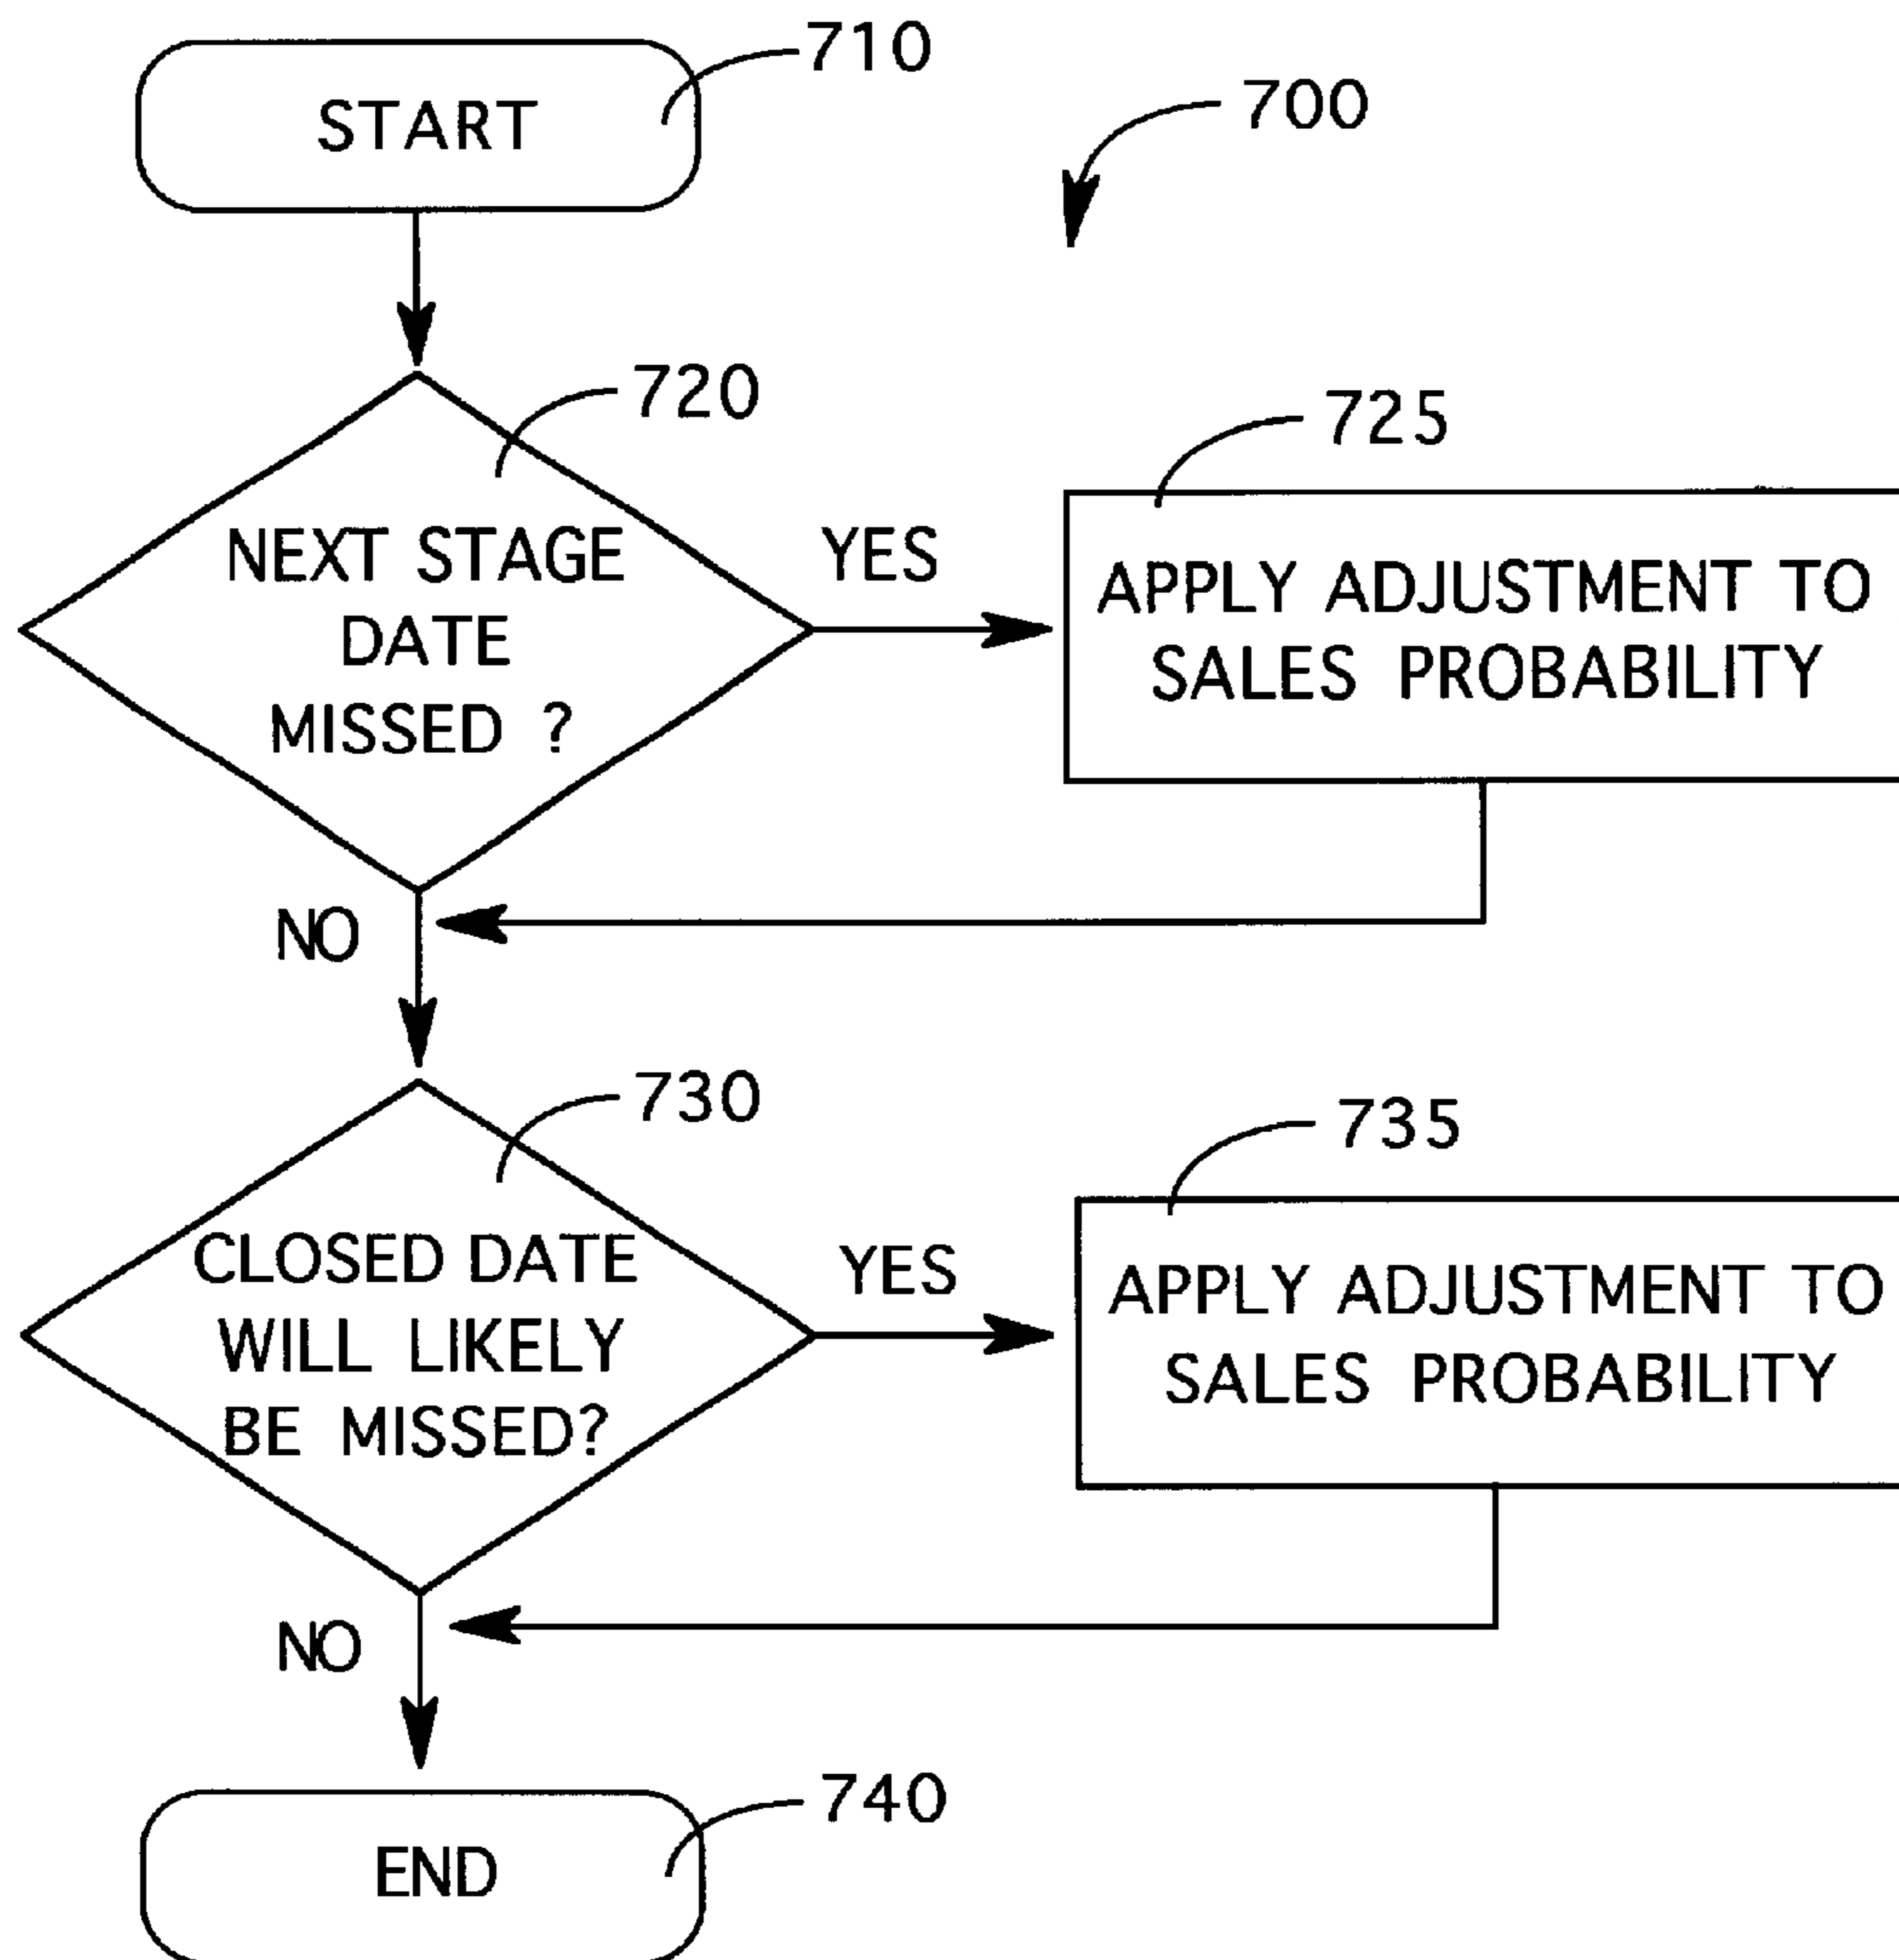 710
START
700
720
NEXT STAGE
DATE
MISSED ?
YES
725
APPLY ADJUSTMENT TO
SALES PROBABILITY
NO
730
CLOSED DATE
WILL LIKELY
BE MISSED?
YES
735
APPLY ADJUSTMENT TO
SALES PROBABILITY
NO
740
END